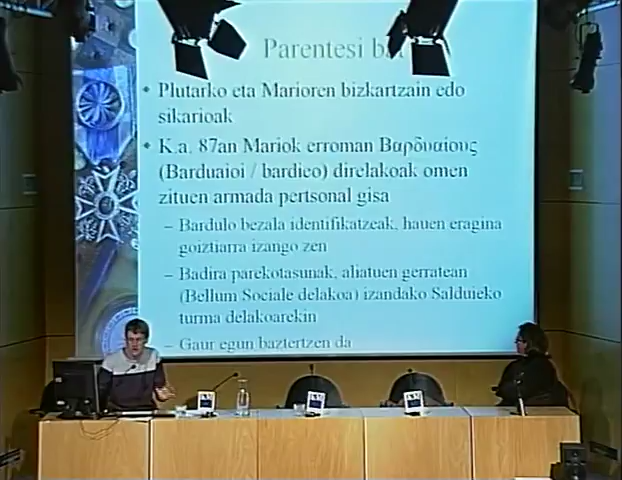 Parentesi
Plutarko eta Marioren bizkartzain edo
sikarioak
K.a. 87an Mariok erroman Βαρδυαιους
(Barduaioi / bardieo) direlakoak omen
zituen armada pertsonal gisa
– Bardulo bezala identifikatzeak, hauen eragina
goiztiarra izango zen
– Badira parekotasunak, aliatuen gerratean
(Bellum Sociale delakoa) izandako Salduieko
turma delakoarekin
– Gaur egun baztertzen da